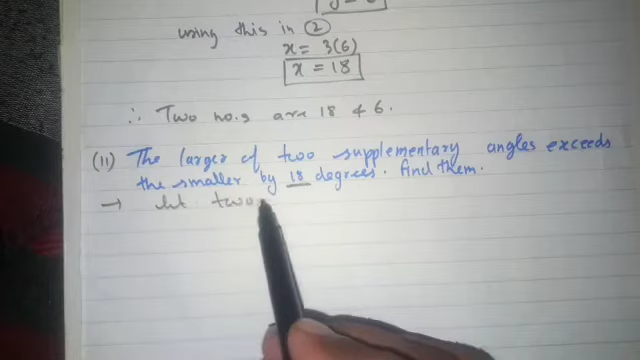 using this in ②
x = 3(6)
x = 18
∴ Two no.s are 18 & 6.
(11) The larger of two supplementary angles exceeds
the smaller by 18 degrees. find them.
→ let two